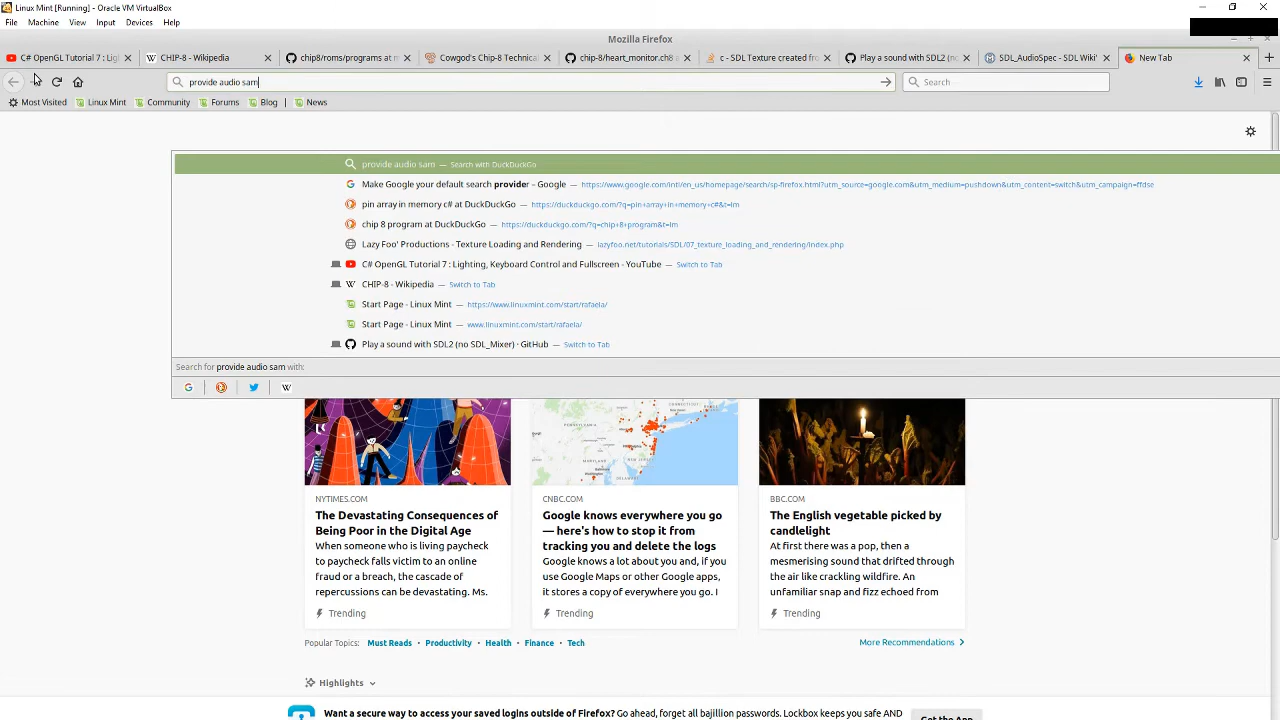 Linux Mint [Running] - Oracle VM VirtualBox
File Machine View Input Devices Help
Mozilla Firefox
C# OpenGL Tutorial 7 : Ligh
CHIP-8 - Wikipedia
chip8/roms/programs at m
Cowgod's Chip-8 Technica
chip-8/heart_monitor.ch8 
c - SDL Texture created fro
Play a sound with SDL2 (no
SDL_AudioSpec - SDL Wiki
New Tab
provide audio sam
Search
Most Visited Linux Mint Community Forums Blog News
provide audio sam — Search with DuckDuckGo
Make Google your default search provider – Google — https://www.google.com/intl/en_us/homepage/search/sp-firefox.html?utm_source=google.com&utm_medium=pushdown&utm_content=switch&utm_campaign=ffdse
pin array in memory c# at DuckDuckGo — https://duckduckgo.com/?q=pin+array+in+memory+c#&t=lm
chip 8 program at DuckDuckGo — https://duckduckgo.com/?q=chip+8+program&t=lm
Lazy Foo' Productions - Texture Loading and Rendering — lazyfoo.net/tutorials/SDL/07_texture_loading_and_rendering/index.php
C# OpenGL Tutorial 7 : Lighting, Keyboard Control and Fullscreen - YouTube — Switch to Tab
CHIP-8 - Wikipedia — Switch to Tab
Start Page - Linux Mint — https://www.linuxmint.com/start/rafaela/
Start Page - Linux Mint — www.linuxmint.com/start/rafaela/
Play a sound with SDL2 (no SDL_Mixer) · GitHub — Switch to Tab
Search for provide audio sam with:
NYTIMES.COM
The Devastating Consequences of
Being Poor in the Digital Age
When someone who is living paycheck
to paycheck falls victim to an online
fraud or a breach, the cascade of
repercussions can be devastating. Ms.
Trending
CNBC.COM
Google knows everywhere you go
— here's how to stop it from
tracking you and delete the logs
Google knows a lot about you and, if
you use Google Maps or other Google apps,
it stores a copy of everywhere you go. I
Trending
BBC.COM
The English vegetable picked by
candlelight
At first there was a pop, then a
mesmerising sound that drifted through
the air like crackling wildfire. An
unfamiliar snap and fizz echoed from
Trending
Popular Topics: Must Reads · Productivity · Health · Finance · Tech
More Recommendations
Highlights
Want a secure way to access your saved logins outside of Firefox? Go ahead, forget all bajillion passwords. Lockbox keeps you safe AND
Get the App